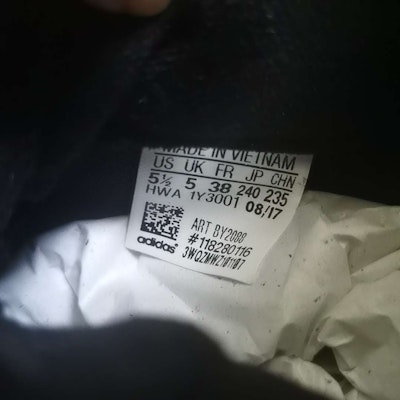 MADE IN VIETNAM
US UK FR JP CHN
5½ 5 38 240 235
HWA 1Y3001 08/17
ART BY2088
#118280116
3WQZMWZ101107
adidas